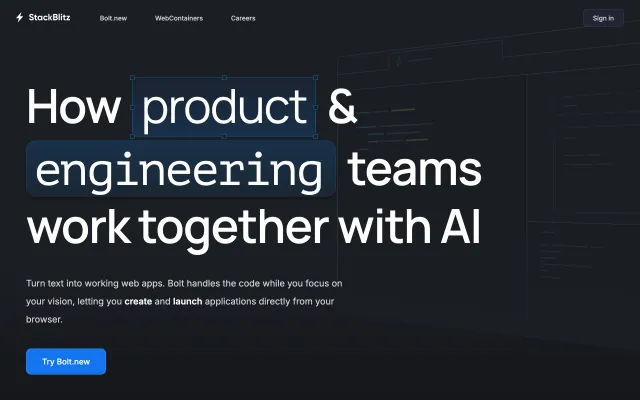 StackBlitz
Bolt.new
WebContainers
Careers
Sign in
How product &
engineering teams
work together with AI
Turn text into working web apps. Bolt handles the code while you focus on
your vision, letting you create and launch applications directly from your
browser.
Try Bolt.new